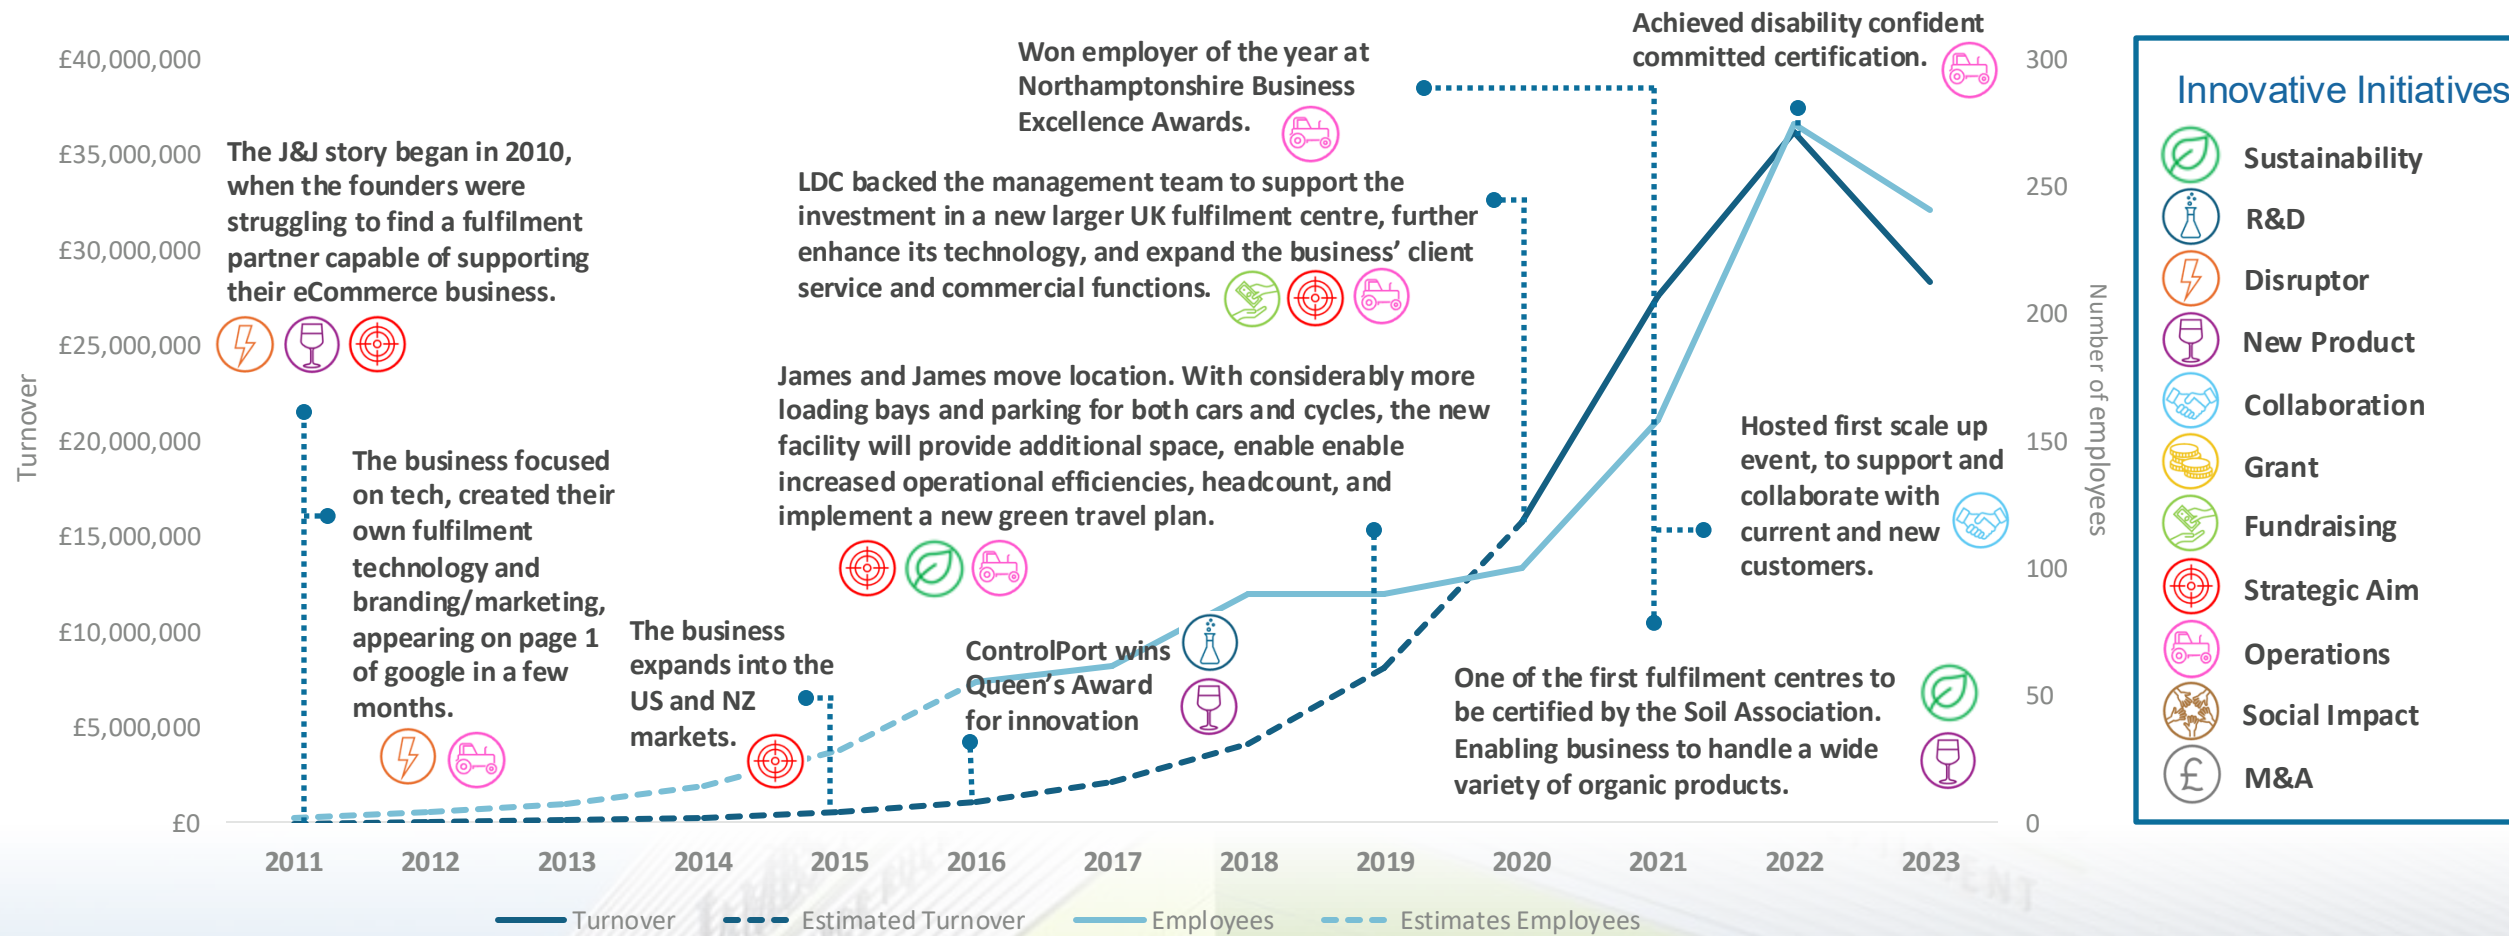 Turnover
£40,000,000
£35,000,000
£30,000,000
£25,000,000
£20,000,000
£15,000,000
£10,000,000
£5,000,000
£0
The J&J story began in 2010,
when the founders were
struggling to find a fulfilment
partner capable of supporting
their eCommerce business.
The business focused
on tech, created their
own fulfilment
technology and
branding/marketing,
appearing on page 1
of google in a few
months.
The business
expands into the
US and NZ
markets.
Won employer of the year at
Northamptonshire Business
Excellence Awards.
LDC backed the management team to support the
investment in a new larger UK fulfilment centre, further
enhance its technology, and expand the business’ client
service and commercial functions.
James and James move location. With considerably more
loading bays and parking for both cars and cycles, the new
facility will provide additional space, enable enable
increased operational efficiencies, headcount, and
implement a new green travel plan.
ControlPort wins
Queen’s Award
for innovation
Achieved disability confident
committed certification.
Hosted first scale up
event, to support and
collaborate with
current and new
customers.
One of the first fulfilment centres to
be certified by the Soil Association.
Enabling business to handle a wide
variety of organic products.
300
250
200
150
100
50
0
Number of employees
2011 2012 2013 2014 2015 2016 2017 2018 2019 2020 2021 2022 2023
Turnover Estimated Turnover Employees Estimates Employees
Innovative Initiatives
Sustainability
R&D
Disruptor
New Product
Collaboration
Grant
Fundraising
Strategic Aim
Operations
Social Impact
£ M&A